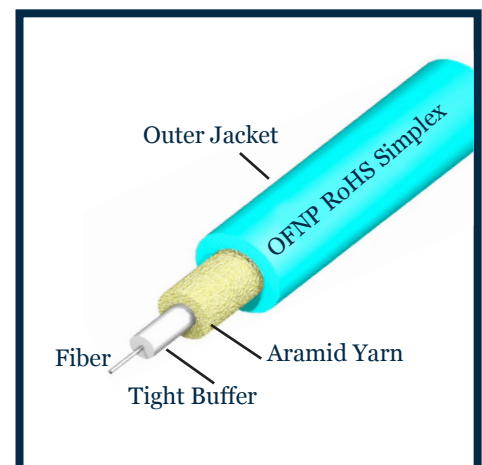 Outer Jacket
OFNP RoHS Simplex
Aramid Yarn
Fiber
Tight Buffer